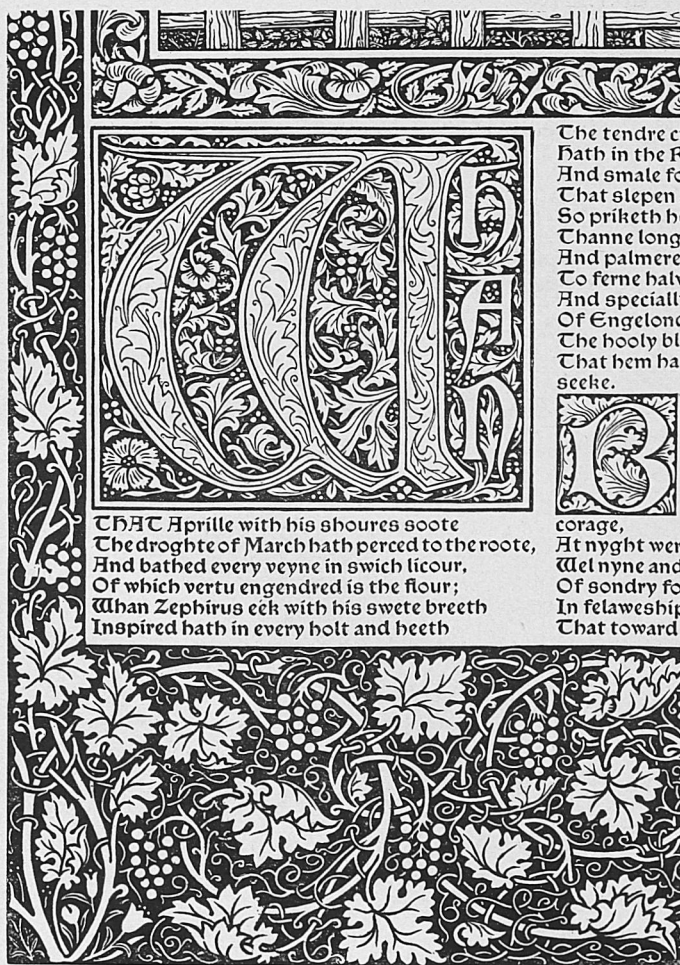 WHAN
THAT Aprille with his shoures soote
The droghte of March hath perced to the roote,
And bathed every veyne in swich licour,
Of which vertu engendred is the flour;
Whan Zephirus eek with his swete breeth
Inspired hath in every holt and heeth
The tendre
Hath in the
And smale
That slepen
So priketh
Thanne
And
To ferne
And
Of
The hooly
That hem
seeke.
B
corage,
At nyght
Wel nyne and
Of sondry
In
That toward